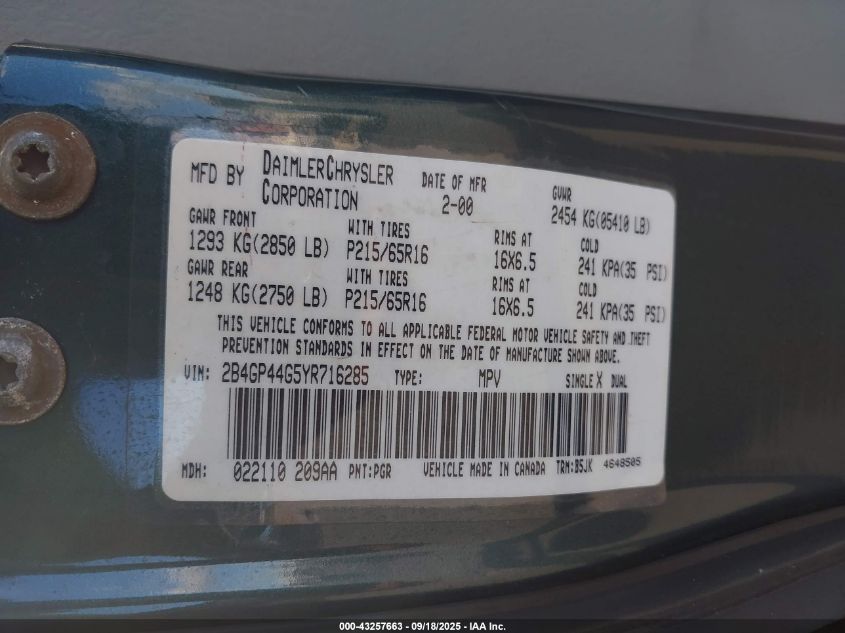 MFD BY DAIMLERCHRYSLER CORPORATION DATE OF MFR 2-00 GVWR 2454 KG(05410 LB)
GAWR FRONT WITH TIRES RIMS AT COLD
1293 KG(2850 LB) P215/65R16 16X6.5 241 KPA(35 PSI)
GAWR REAR WITH TIRES RIMS AT COLD
1248 KG(2750 LB) P215/65R16 16X6.5 241 KPA(35 PSI)
THIS VEHICLE CONFORMS TO ALL APPLICABLE FEDERAL MOTOR VEHICLE SAFETY AND THEFT
PREVENTION STANDARDS IN EFFECT ON THE DATE OF MANUFACTURE SHOWN ABOVE.
VIN: 2B4GP44G5YR716285 TYPE: MPV SINGLE X DUAL
MDH: 022110 209AA PNT:PGR VEHICLE MADE IN CANADA TRN:BSJK 4648505
000-43257663 - 09/18/2025 - IAA Inc.